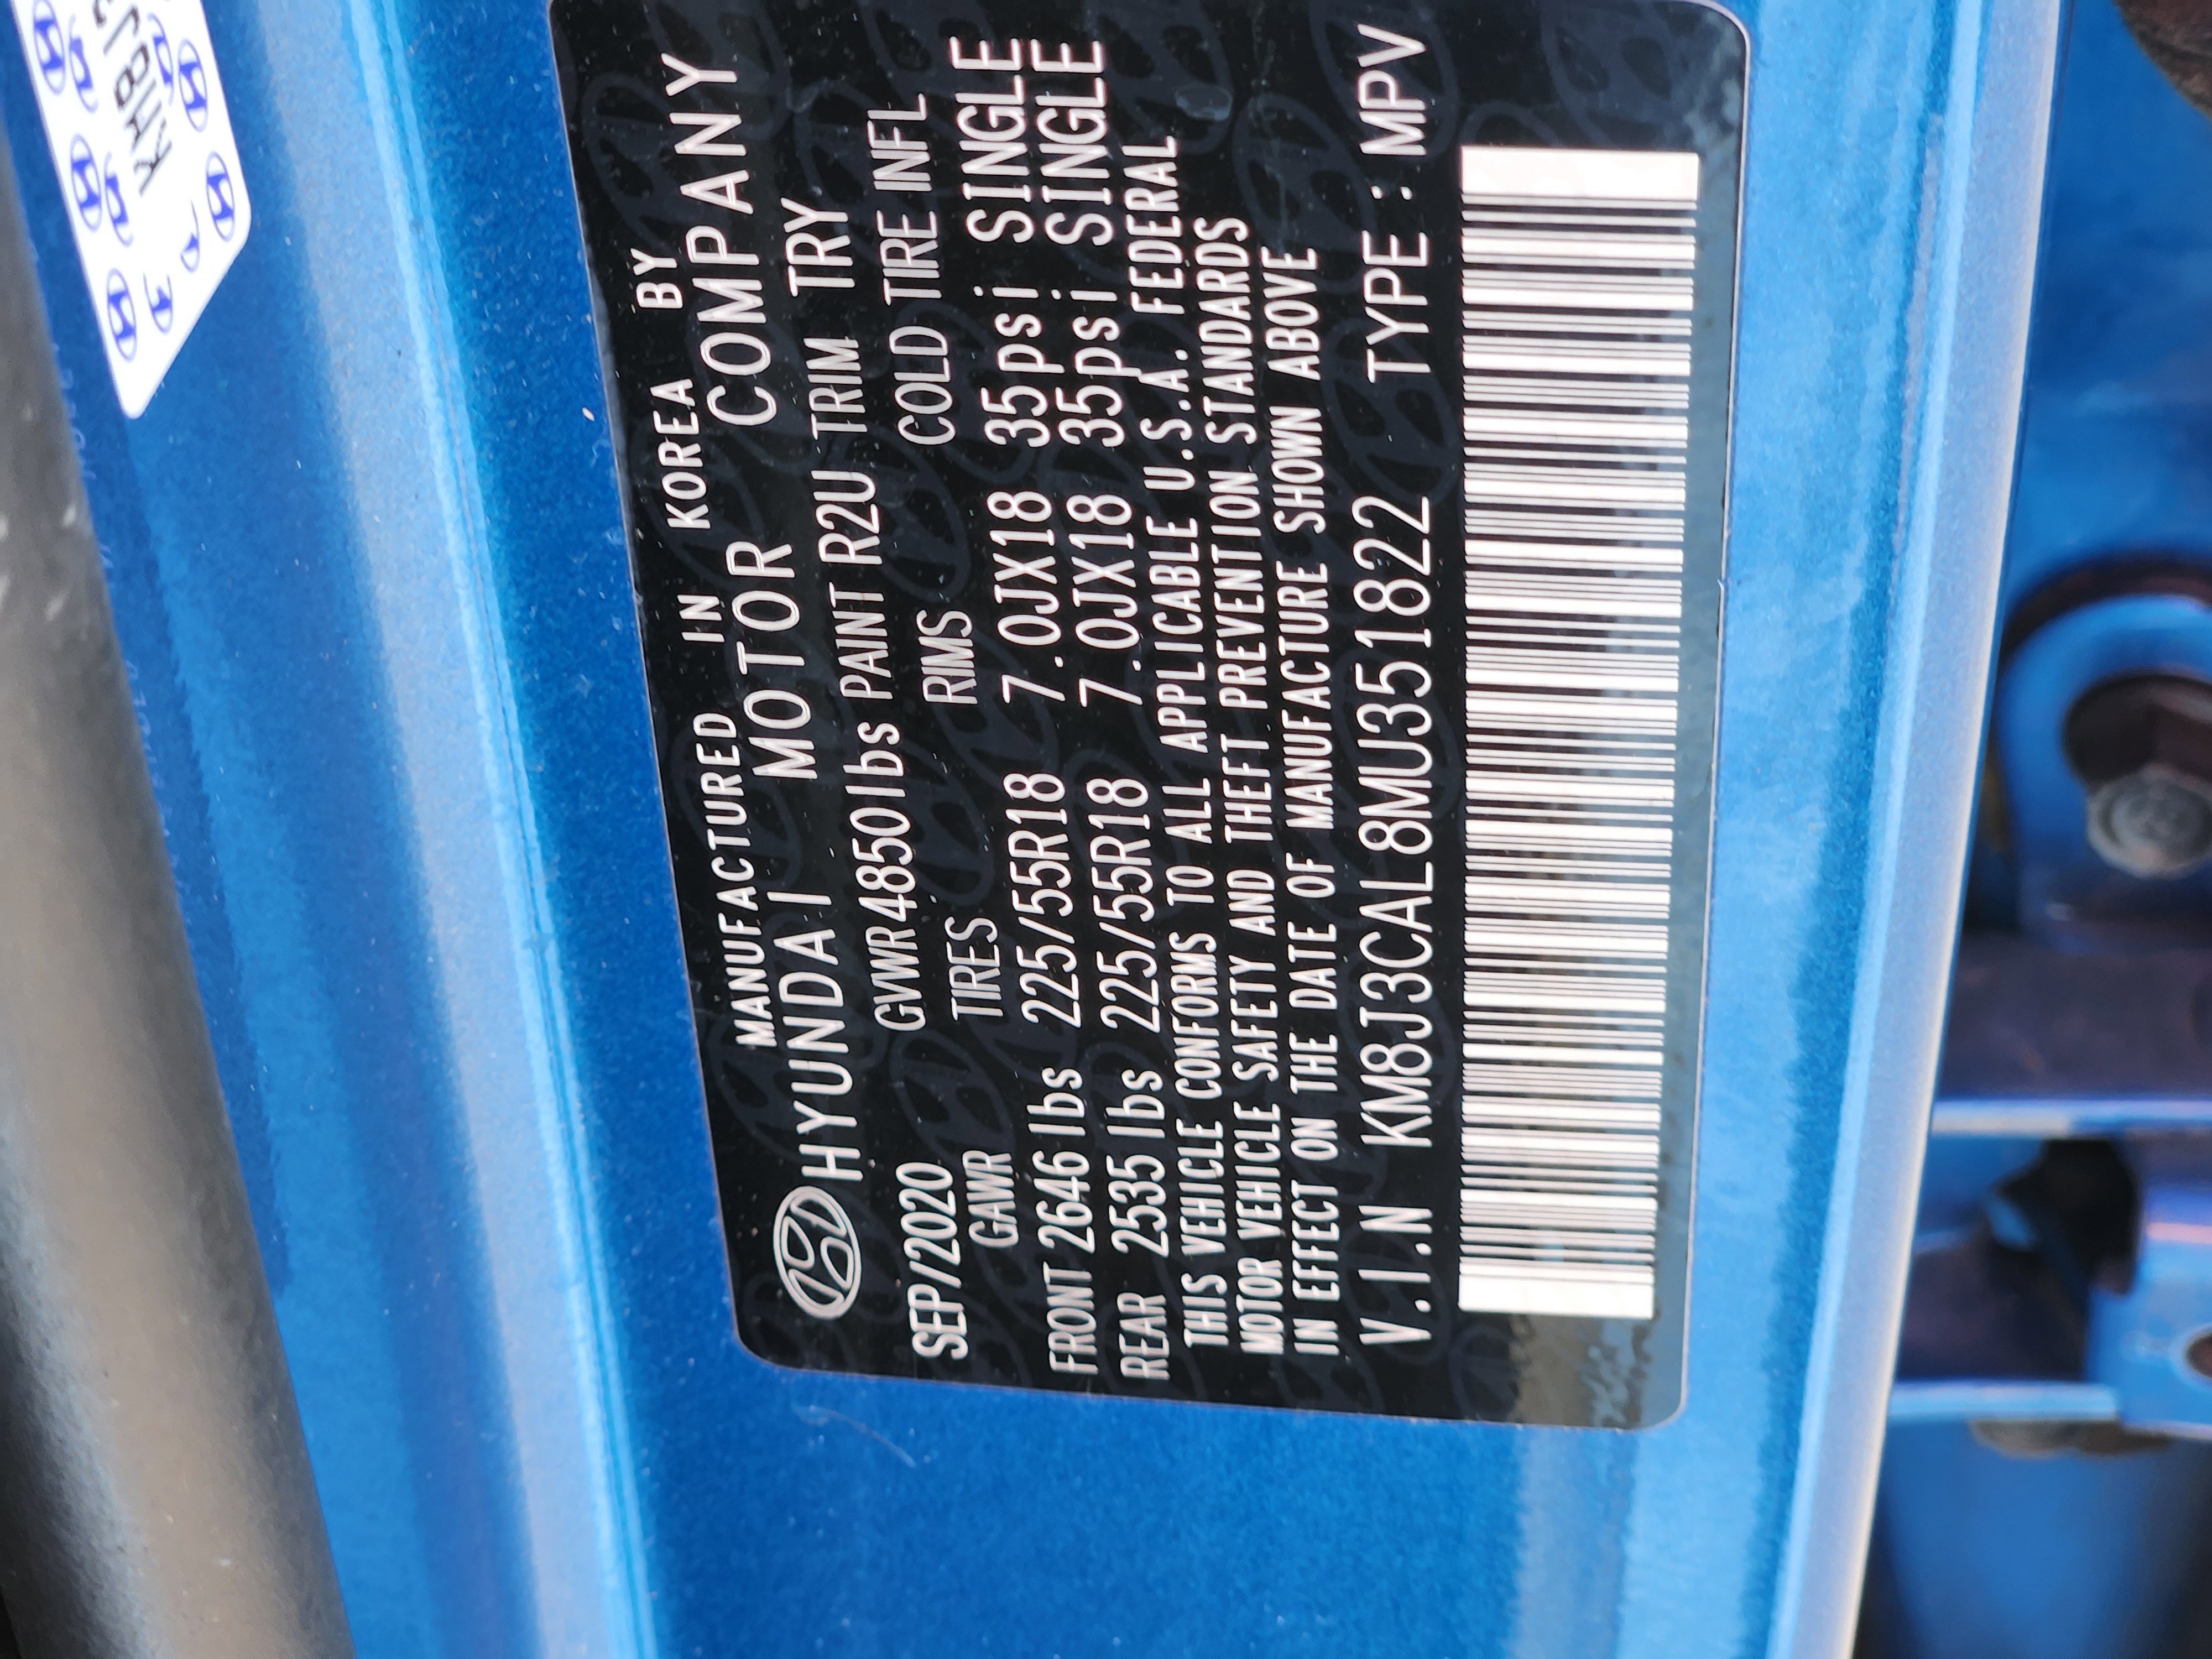 KM8J3
MANUFACTURED IN KOREA BY
HYUNDAI MOTOR COMPANY
SEP/2020 GVWR 4850lbs PAINT R2U TRIM TRY
GAWR TIRES RIMS COLD TIRE INFL
FRONT 2646 lbs 225/55R18 7.0JX18 35psi SINGLE
REAR 2535 lbs 225/55R18 7.0JX18 35psi SINGLE
THIS VEHICLE CONFORMS TO ALL APPLICABLE U.S.A. FEDERAL
MOTOR VEHICLE SAFETY AND THEFT PREVENTION STANDARDS
IN EFFECT ON THE DATE OF MANUFACTURE SHOWN ABOVE
V.I.N KM8J3CAL8MU351822 TYPE : MPV